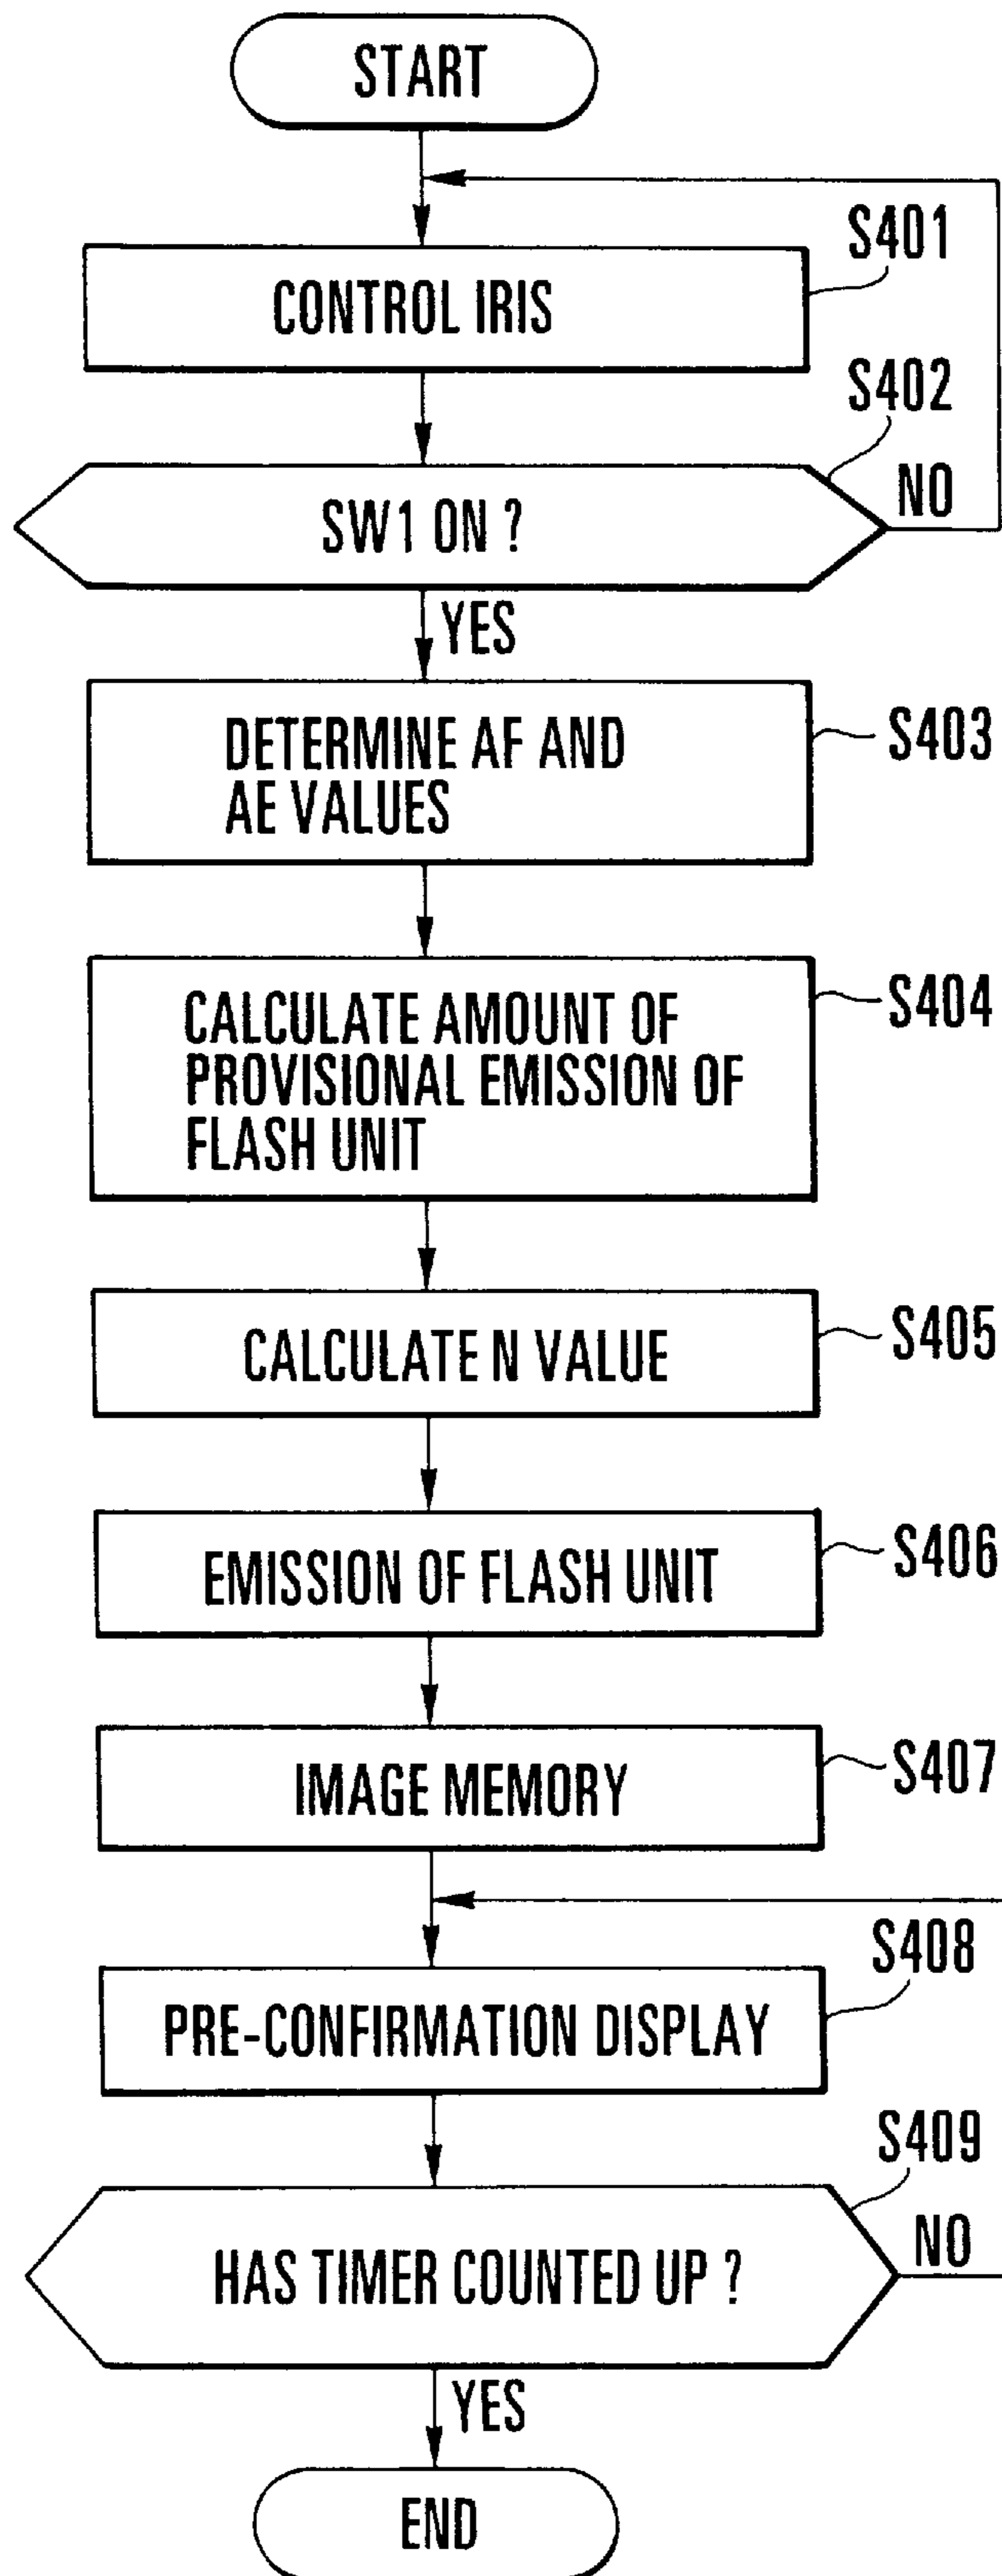 START
S401
CONTROL IRIS
S402
SW1 ON ?
NO
YES
DETERMINE AF AND
AE VALUES
S403
CALCULATE AMOUNT OF
PROVISIONAL EMISSION OF
FLASH UNIT
S404
CALCULATE N VALUE
S405
EMISSION OF FLASH UNIT
S406
IMAGE MEMORY
S407
S408
PRE-CONFIRMATION DISPLAY
S409
HAS TIMER COUNTED UP ?
NO
YES
END